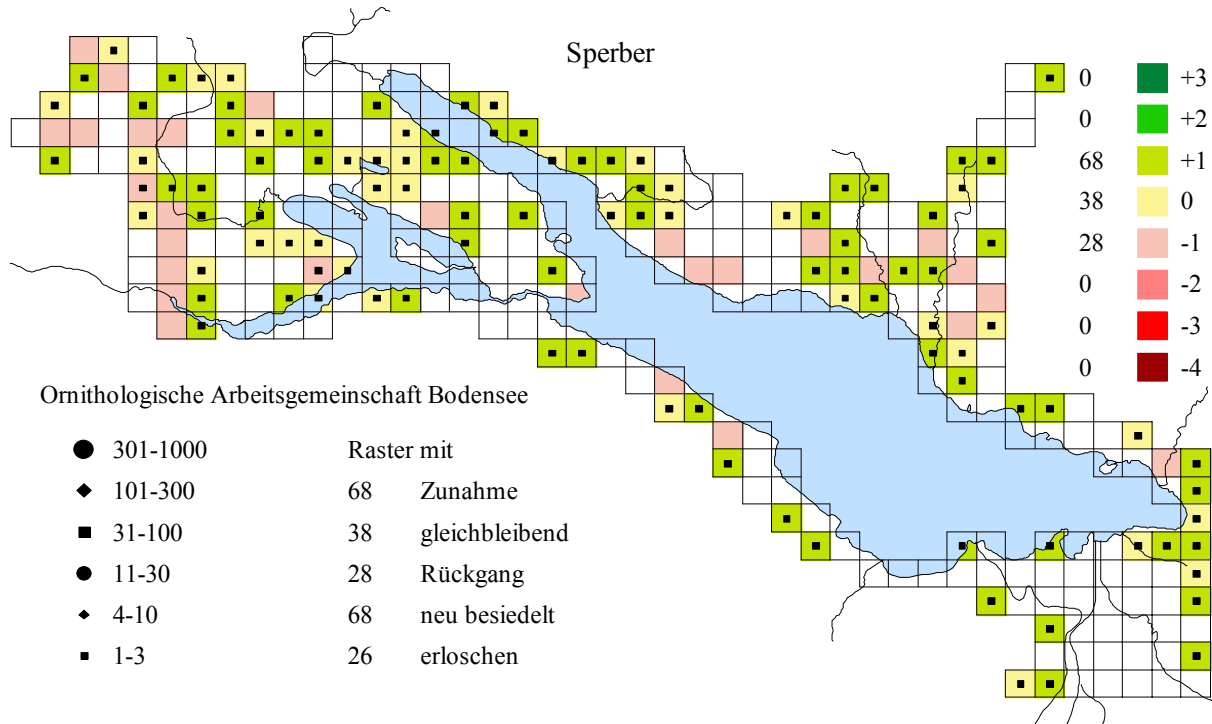 Sperber
0 +3
0 +2
68 +1
38 0
28 -1
0 -2
0 -3
0 -4
Ornithologische Arbeitsgemeinschaft Bodensee
301-1000 Raster mit
101-300 68 Zunahme
31-100 38 gleichbleibend
11-30 28 Rückgang
4-10 68 neu besiedelt
1-3 26 erloschen